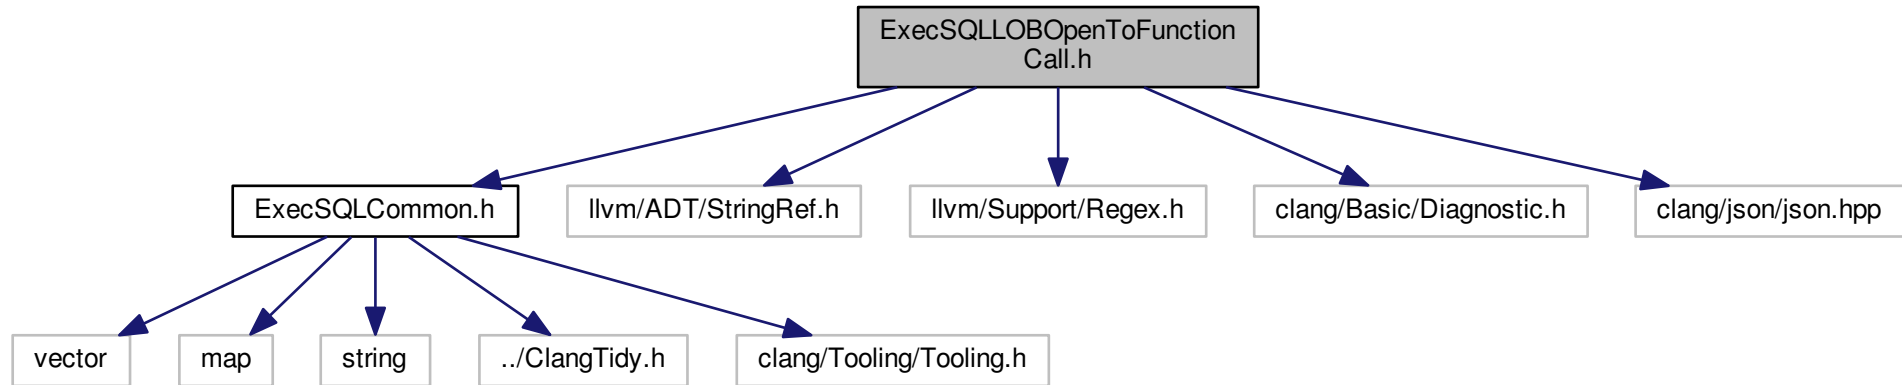 ExecSQLLOBOpenToFunction
Call.h
ExecSQLCommon.h
llvm/ADT/StringRef.h
llvm/Support/Regex.h
clang/Basic/Diagnostic.h
clang/json/json.hpp
vector
map
string
../ClangTidy.h
clang/Tooling/Tooling.h